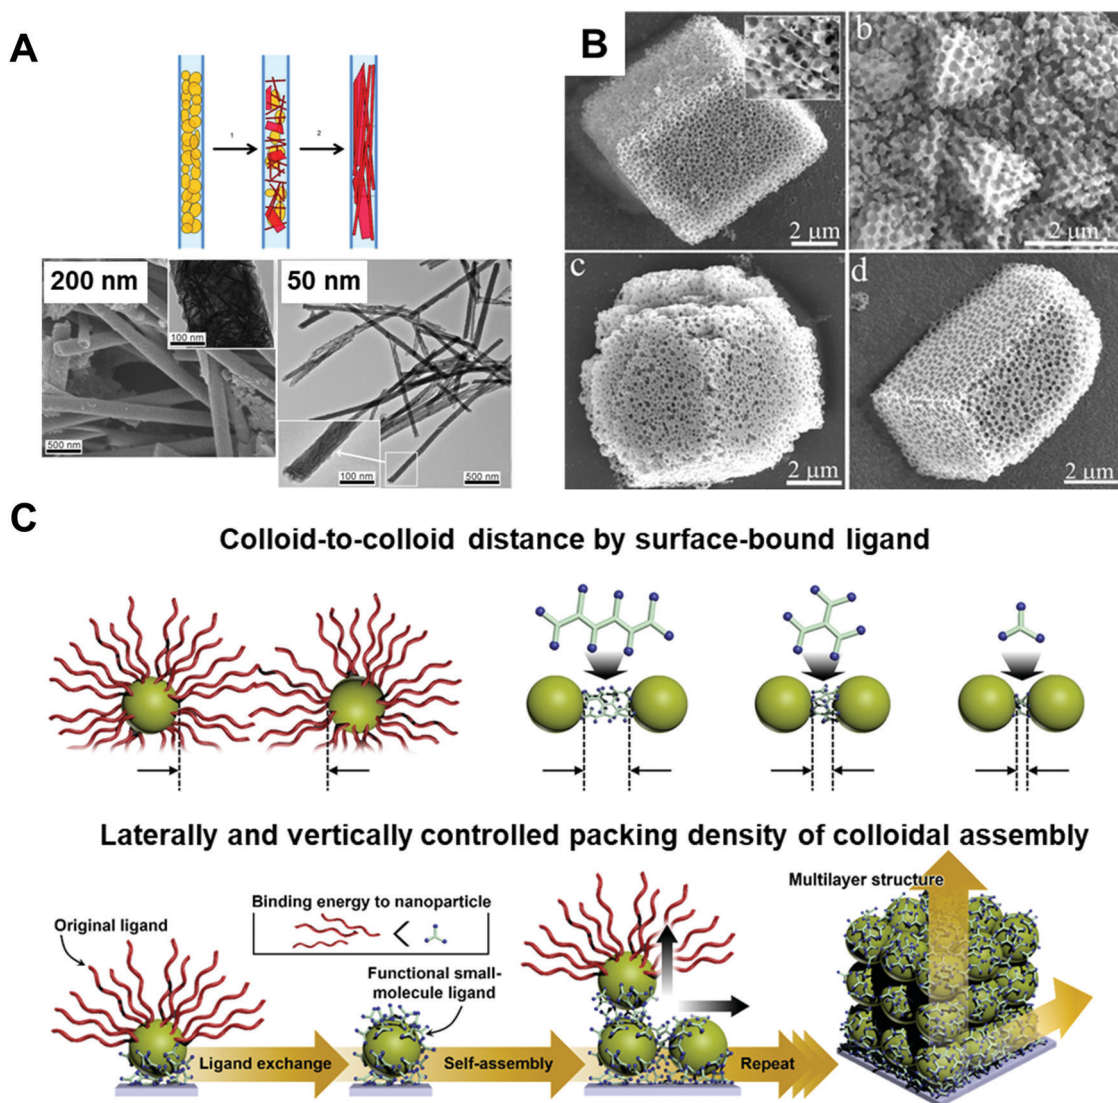 A
1
2
200 nm
100 nm
500 nm
50 nm
100 nm
500 nm
B
2 μm
b
2 μm
c
2 μm
d
2 μm
C
Colloid-to-colloid distance by surface-bound ligand
Laterally and vertically controlled packing density of colloidal assembly
Original ligand
Binding energy to nanoparticle
<
Functional small-
molecule ligand
Multilayer structure
Ligand exchange
Self-assembly
Repeat